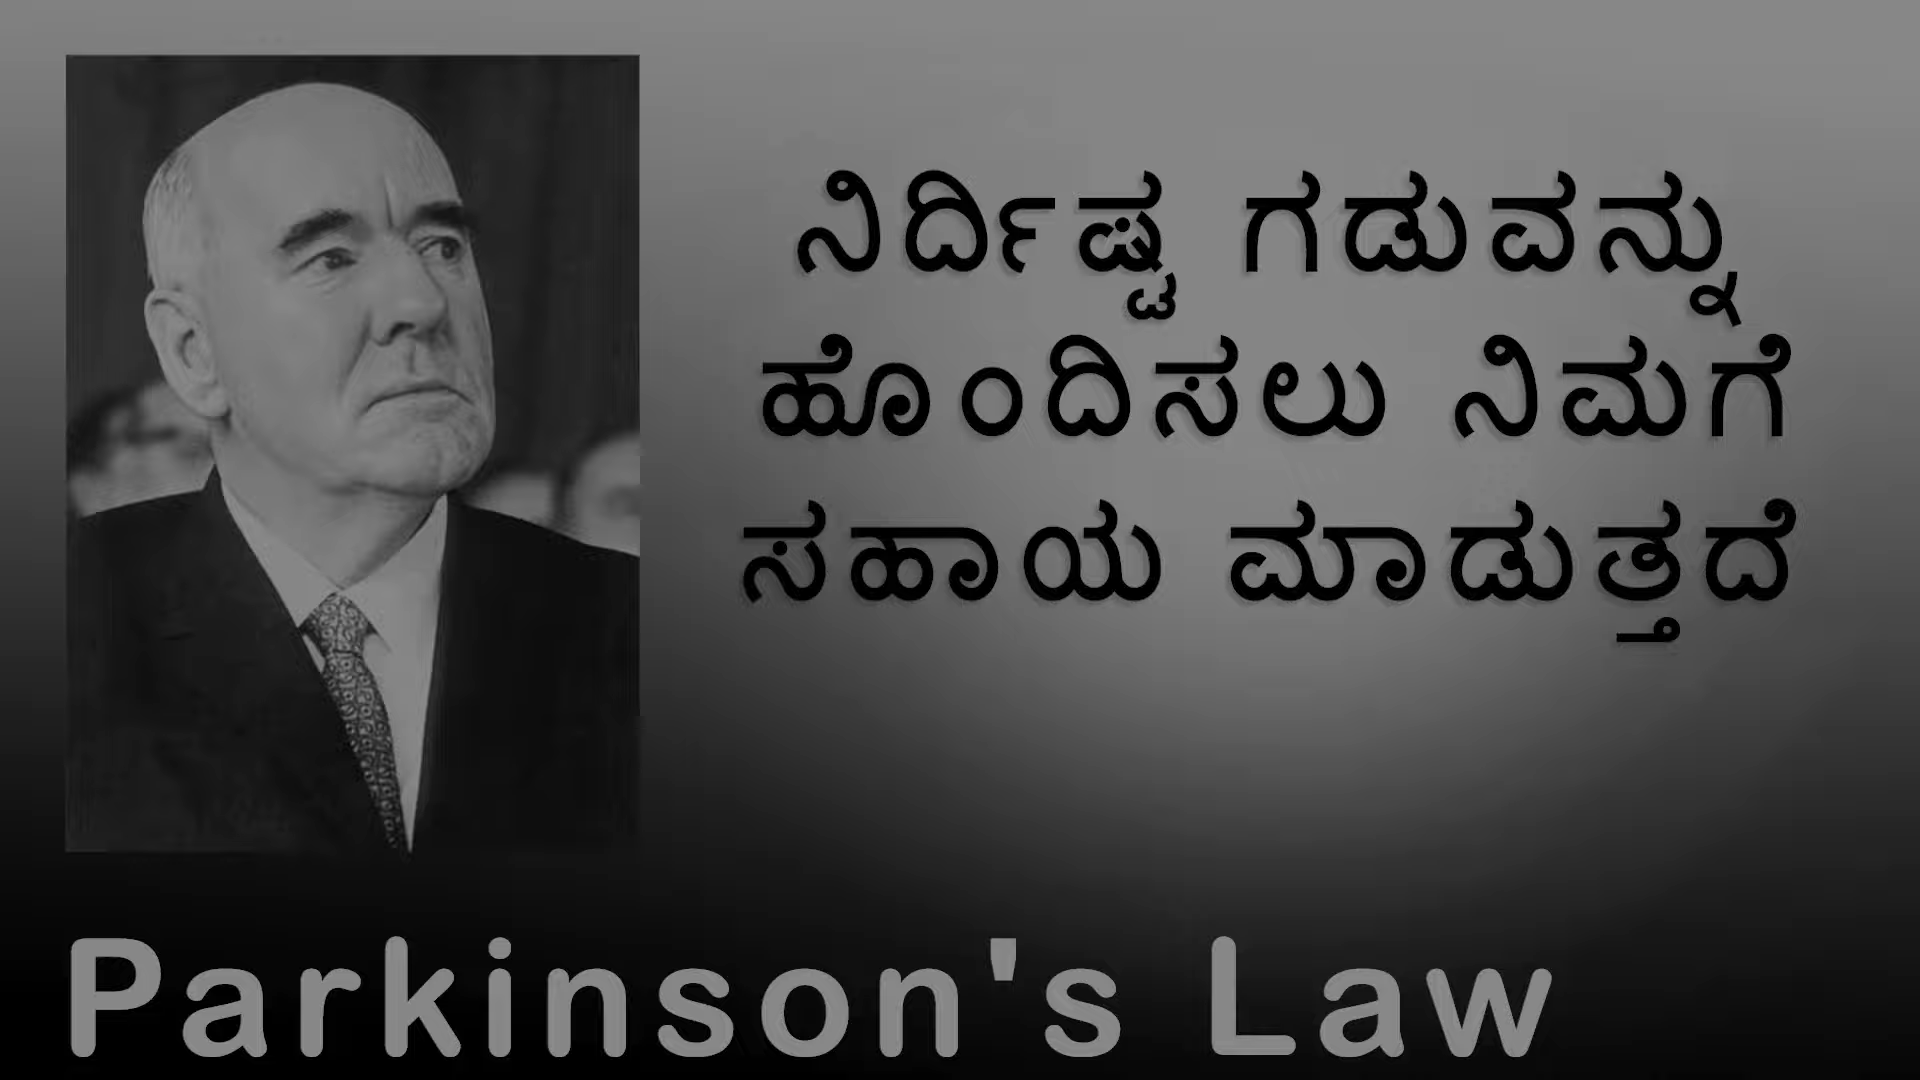 ನಿರ್ದಿಷ್ಟ ಗಡುವನ್ನು
ಹೊಂದಿಸಲು ನಿಮಗೆ
ಸಹಾಯ ಮಾಡುತ್ತದೆ
Parkinson's Law